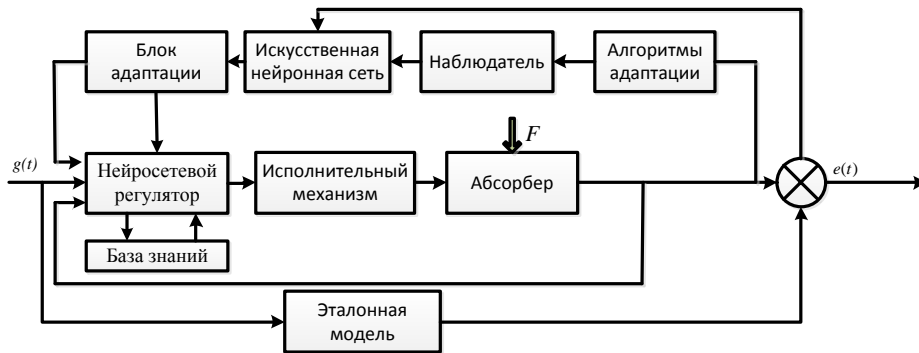 Блок
адаптации
Искусственная
нейронная сеть
Наблюдатель
Алгоритмы
адаптации
g(t)
Нейросетевой
регулятор
Исполнительный
механизм
F
Абсорбер
e(t)
База знаний
Эталонная
модель